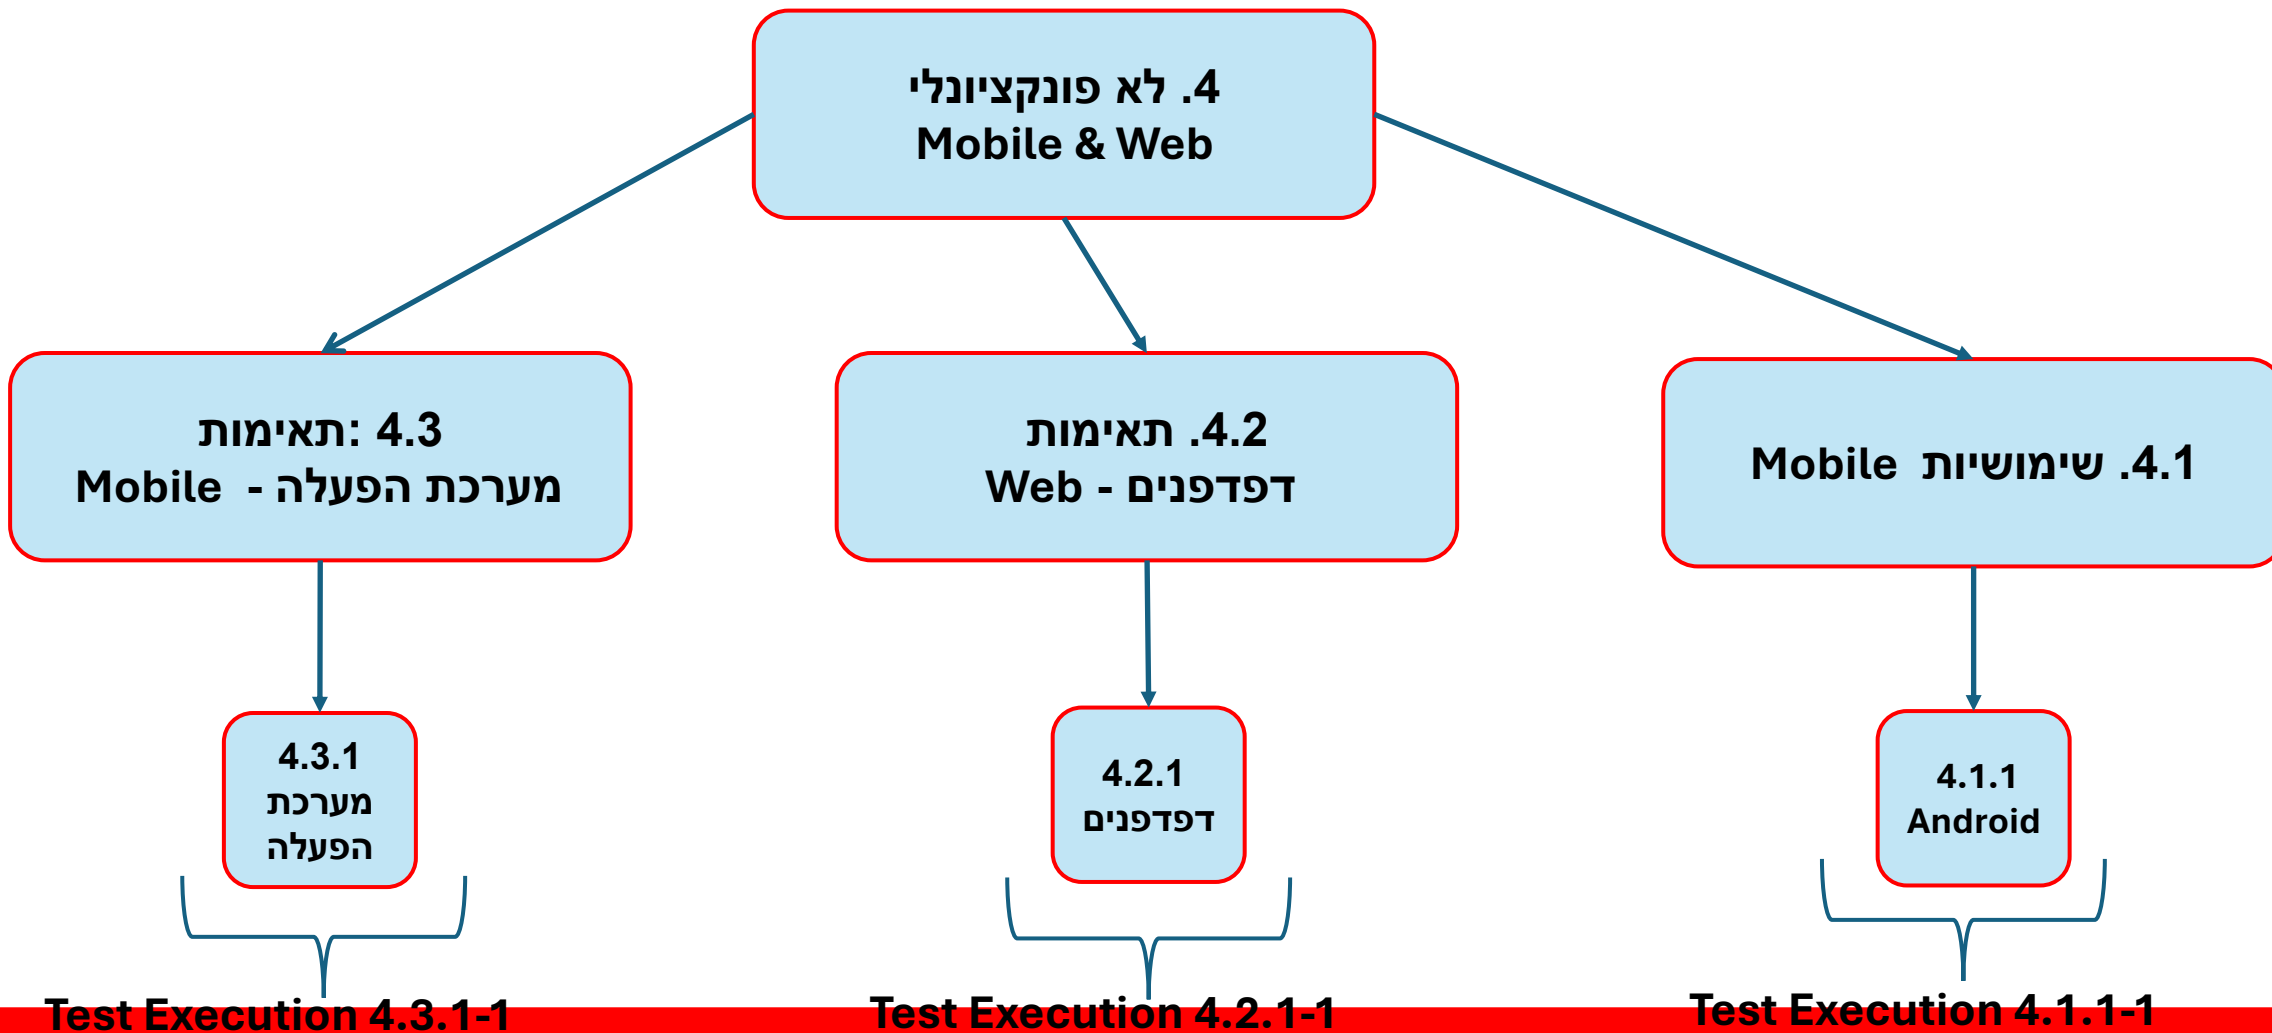 4. לא פונקציונלי
Mobile & Web
4.1. שימושיות Mobile
4.2. תאימות
דפדפנים - Web
4.3 :תאימות
מערכת הפעלה - Mobile
4.1.1
Android
4.2.1
דפדפנים
4.3.1
מערכת
הפעלה
Test Execution 4.1.1-1
Test Execution 4.2.1-1
Test Execution 4.3.1-1